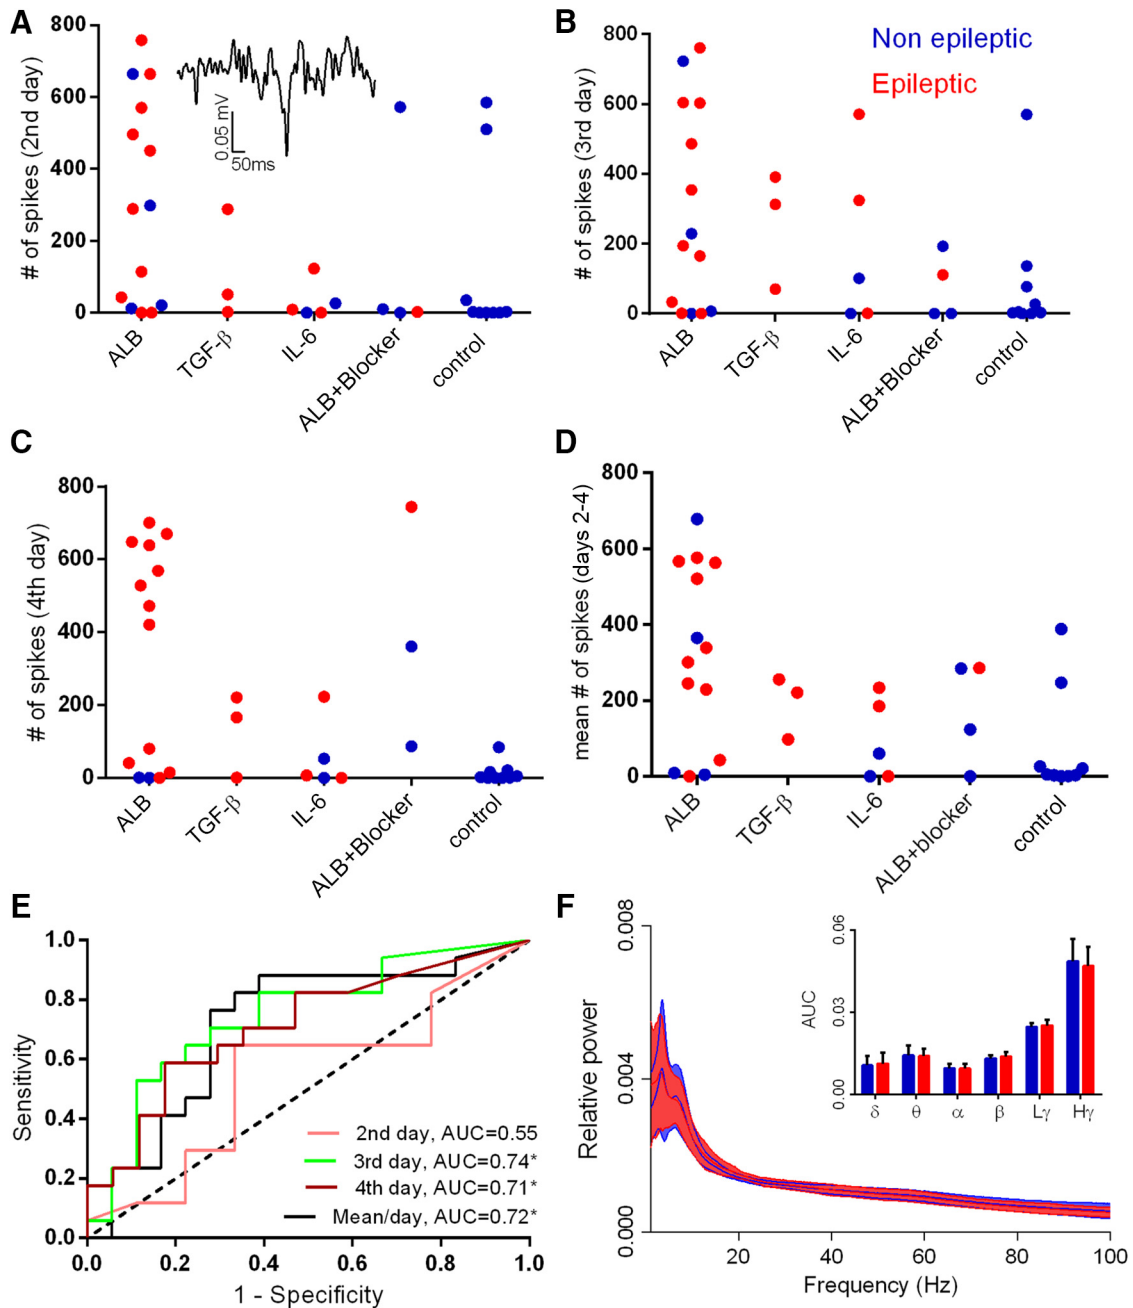 A
# of spikes (2nd day)
800
600
400
200
0
0.05 mV
50ms
ALB
TGF-β
IL-6
ALB+Blocker
control
B
# of spikes (3rd day)
800
600
400
200
0
Non epileptic
Epileptic
ALB
TGF-β
IL-6
ALB+Blocker
control
C
# of spikes (4th day)
800
600
400
200
0
ALB
TGF-β
IL-6
ALB+Blocker
control
D
mean # of spikes (days 2-4)
800
600
400
200
0
ALB
TGF-β
IL-6
ALB+blocker
control
E
Sensitivity
1.0
0.8
0.6
0.4
0.2
0.0
2nd day, AUC=0.55
3rd day, AUC=0.74*
4th day, AUC=0.71*
Mean/day, AUC=0.72*
0.0 0.2 0.4 0.6 0.8 1.0
1 - Specificity
F
Relative power
0.008
0.004
0.000
AUC
0.06
0.03
0.00
δ θ α β Lγ Hγ
20 40 60 80 100
Frequency (Hz)